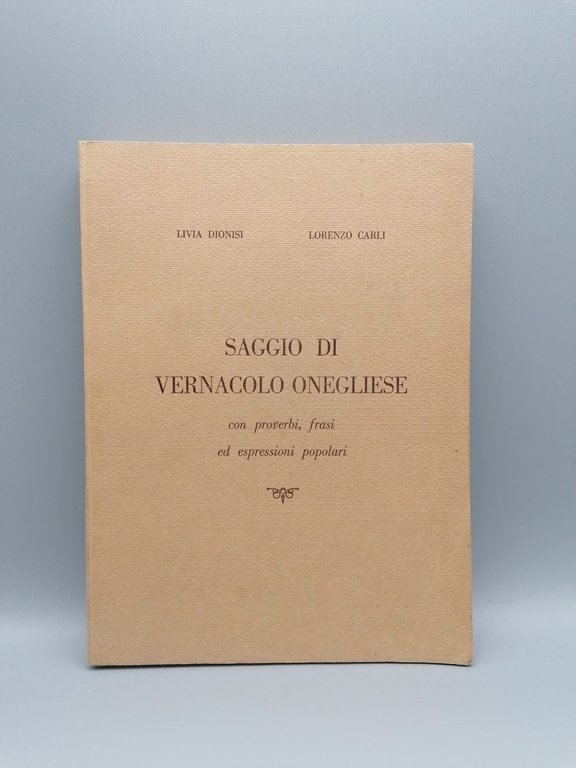 LIVIA DIONISI LORENZO CARLI
SAGGIO DI
VERNACOLO ONEGLIESE
con proverbi, frasi
ed espressioni popolari